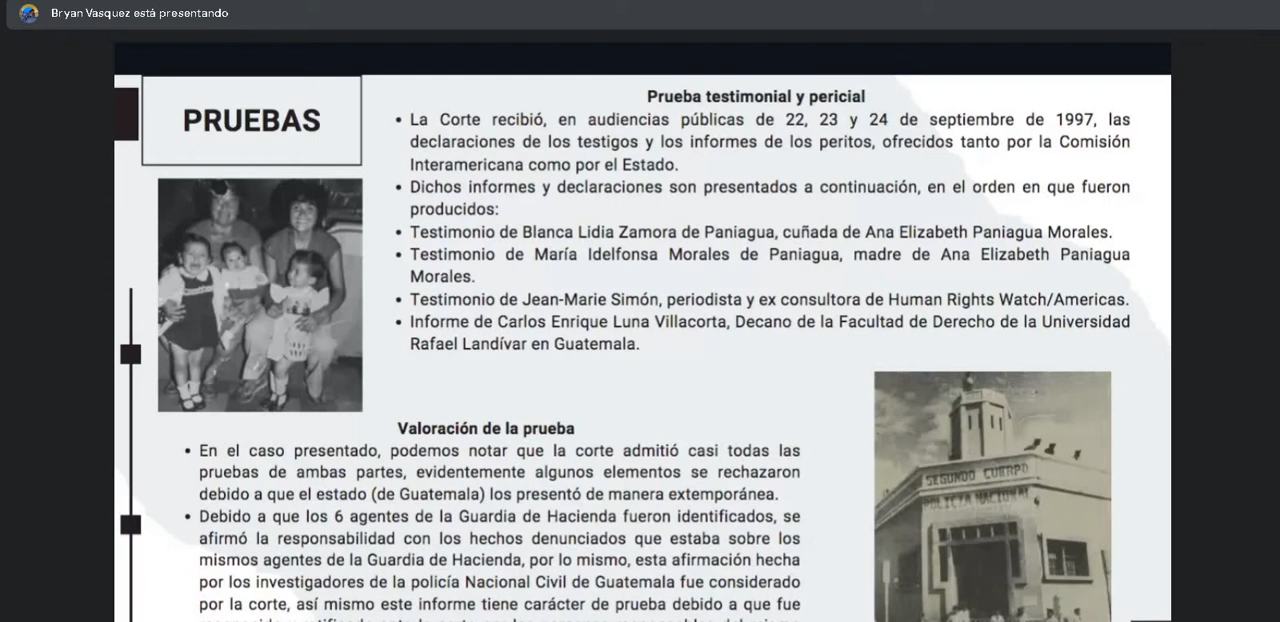 Bryan Vasquez está presentando
PRUEBAS
Prueba testimonial y pericial
• La Corte recibió, en audiencias públicas de 22, 23 y 24 de septiembre de 1997, las
declaraciones de los testigos y los informes de los peritos, ofrecidos tanto por la Comisión
Interamericana como por el Estado.
• Dichos informes y declaraciones son presentados a continuación, en el orden en que fueron
producidos:
• Testimonio de Blanca Lidia Zamora de Paniagua, cuñada de Ana Elizabeth Paniagua Morales.
• Testimonio de María Idelfonsa Morales de Paniagua, madre de Ana Elizabeth Paniagua
Morales.
• Testimonio de Jean-Marie Simón, periodista y ex consultora de Human Rights Watch/Americas.
• Informe de Carlos Enrique Luna Villacorta, Decano de la Facultad de Derecho de la Universidad
Rafael Landívar en Guatemala.
Valoración de la prueba
• En el caso presentado, podemos notar que la corte admitió casi todas las
pruebas de ambas partes, evidentemente algunos elementos se rechazaron
debido a que el estado (de Guatemala) los presentó de manera extemporánea.
• Debido a que los 6 agentes de la Guardia de Hacienda fueron identificados, se
afirmó la responsabilidad con los hechos denunciados que estaba sobre los
mismos agentes de la Guardia de Hacienda, por lo mismo, esta afirmación hecha
por los investigadores de la policía Nacional Civil de Guatemala fue considerado
por la corte, así mismo este informe tiene carácter de prueba debido a que fue
SEGUNDO CUERPO
POLICIA NACIONAL